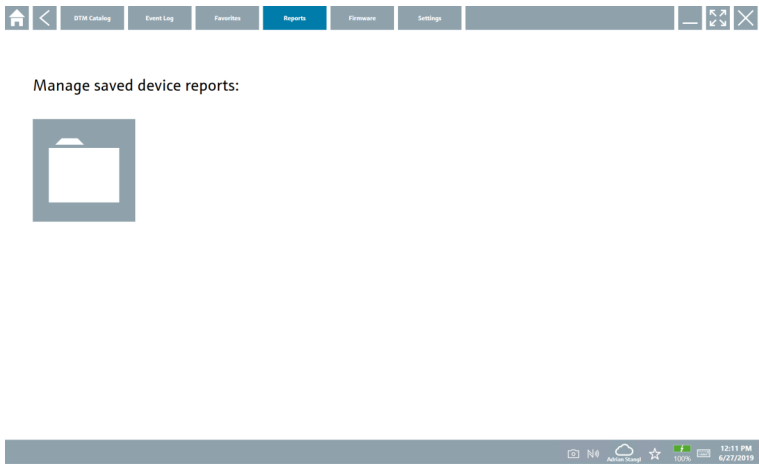 DTM Catalog
Event Log
Favorites
Reports
Firmware
Settings
Manage saved device reports:
Adrian Stangl
100%
12:11 PM
6/27/2019